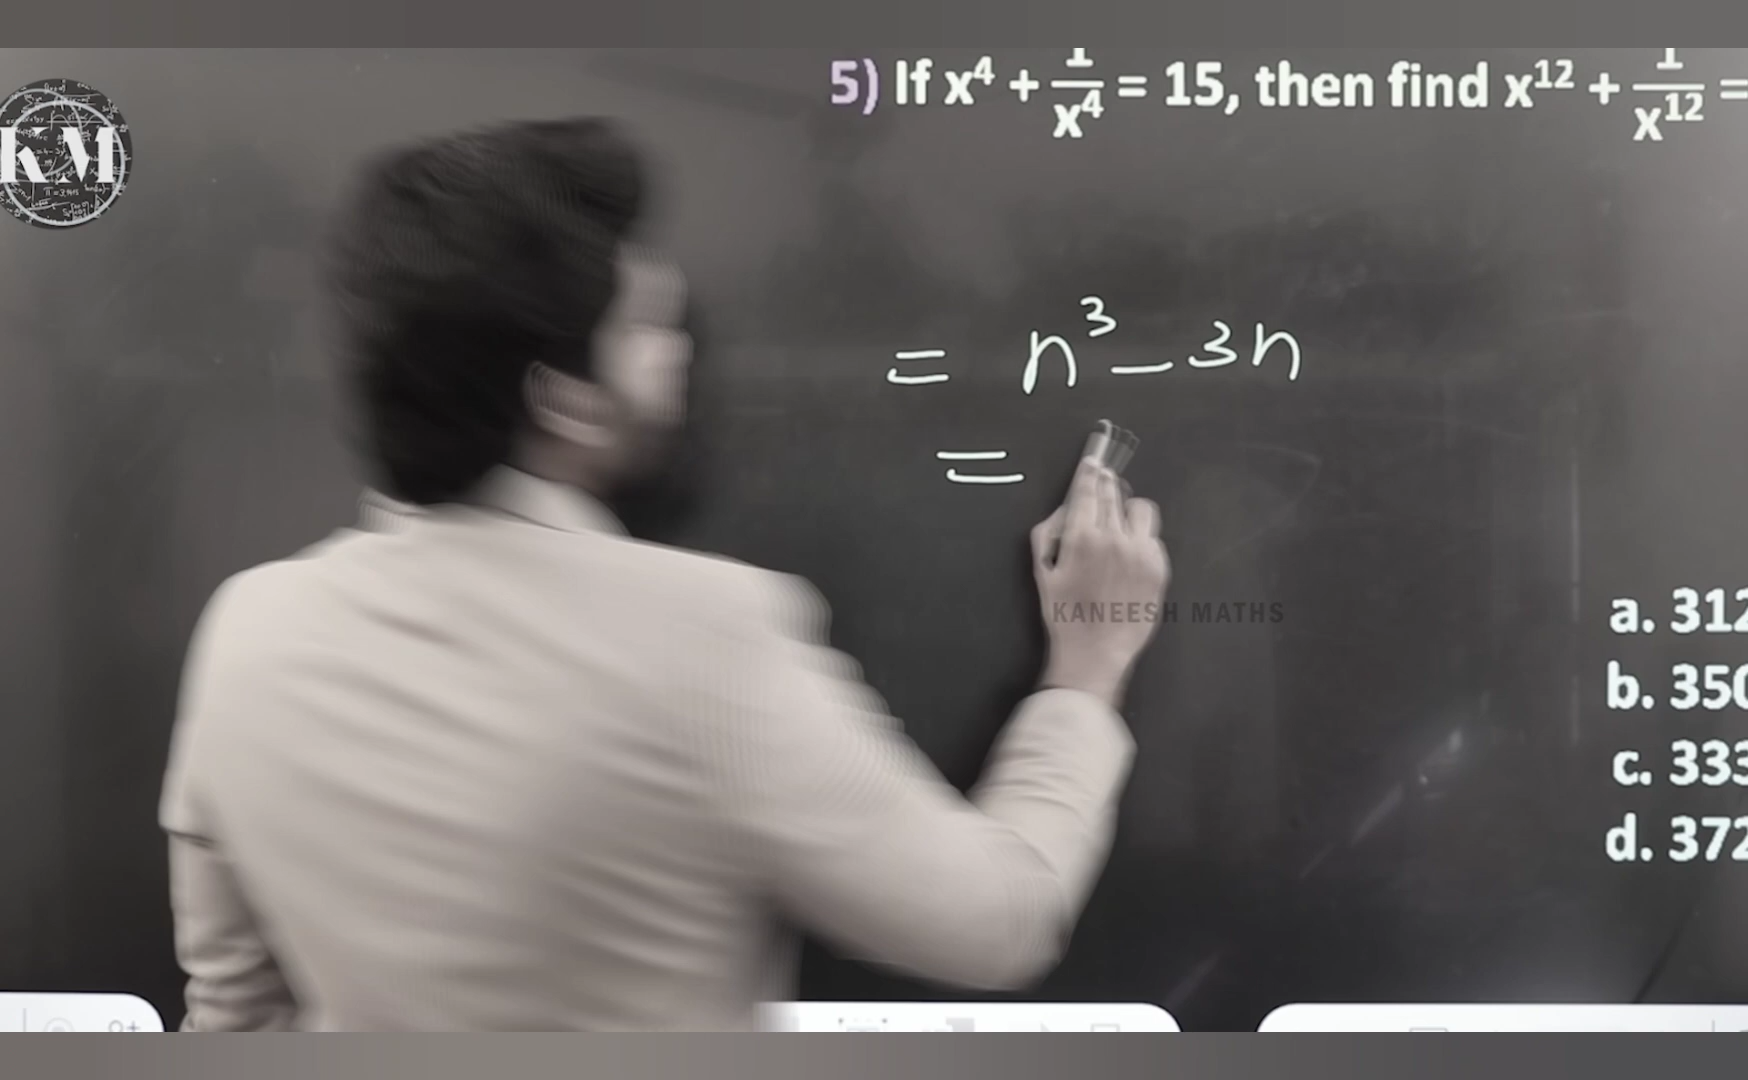 KM
5) If x⁴ + 1/x⁴ = 15, then find x¹² + 1/x¹² =
= n³ - 3n
=
KANEESH MATHS
a. 312
b. 350
c. 333
d. 372